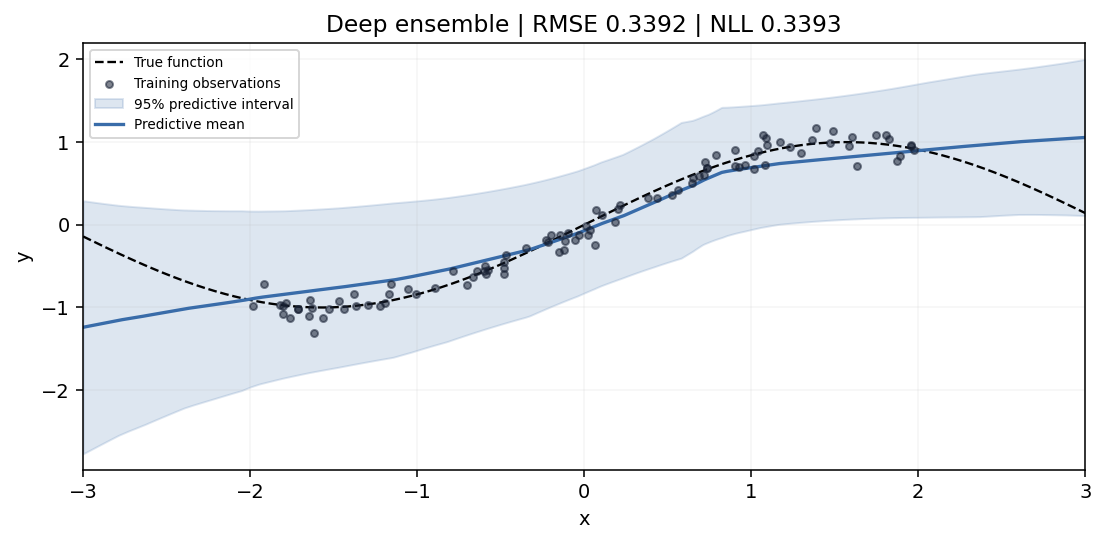 Deep ensemble | RMSE 0.3392 | NLL 0.3393
True function
Training observations
95% predictive interval
Predictive mean
y
2
1
0
−1
−2
−3
−2
−1
0
1
2
3
x